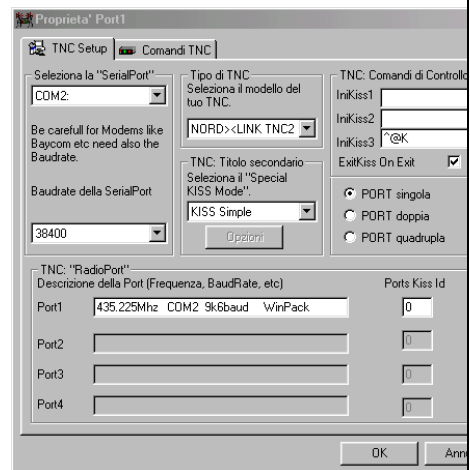 Proprieta' Port1
TNC Setup
Comandi TNC
Seleziona la "SerialPort"
COM2:
Be carefull for Modems like
Baycom etc need also the
Baudrate.
Baudrate della SerialPort
38400
Tipo di TNC
Seleziona il modello del
tuo TNC.
NORD><LINK TNC2
TNC: Titolo secondario
Seleziona il "Special
KISS Mode".
KISS Simple
Opzioni
TNC: Comandi di Controllo
IniKiss1
IniKiss2
IniKiss3 ^@K
ExitKiss On Exit
PORT singola
PORT doppia
PORT quadrupla
TNC: "RadioPort"
Descrizione della Port (Frequenza, BaudRate, etc)
Ports Kiss Id
Port1 435.225Mhz COM2 9k6baud WinPack 0
Port2 0
Port3 0
Port4 0
OK
Ann